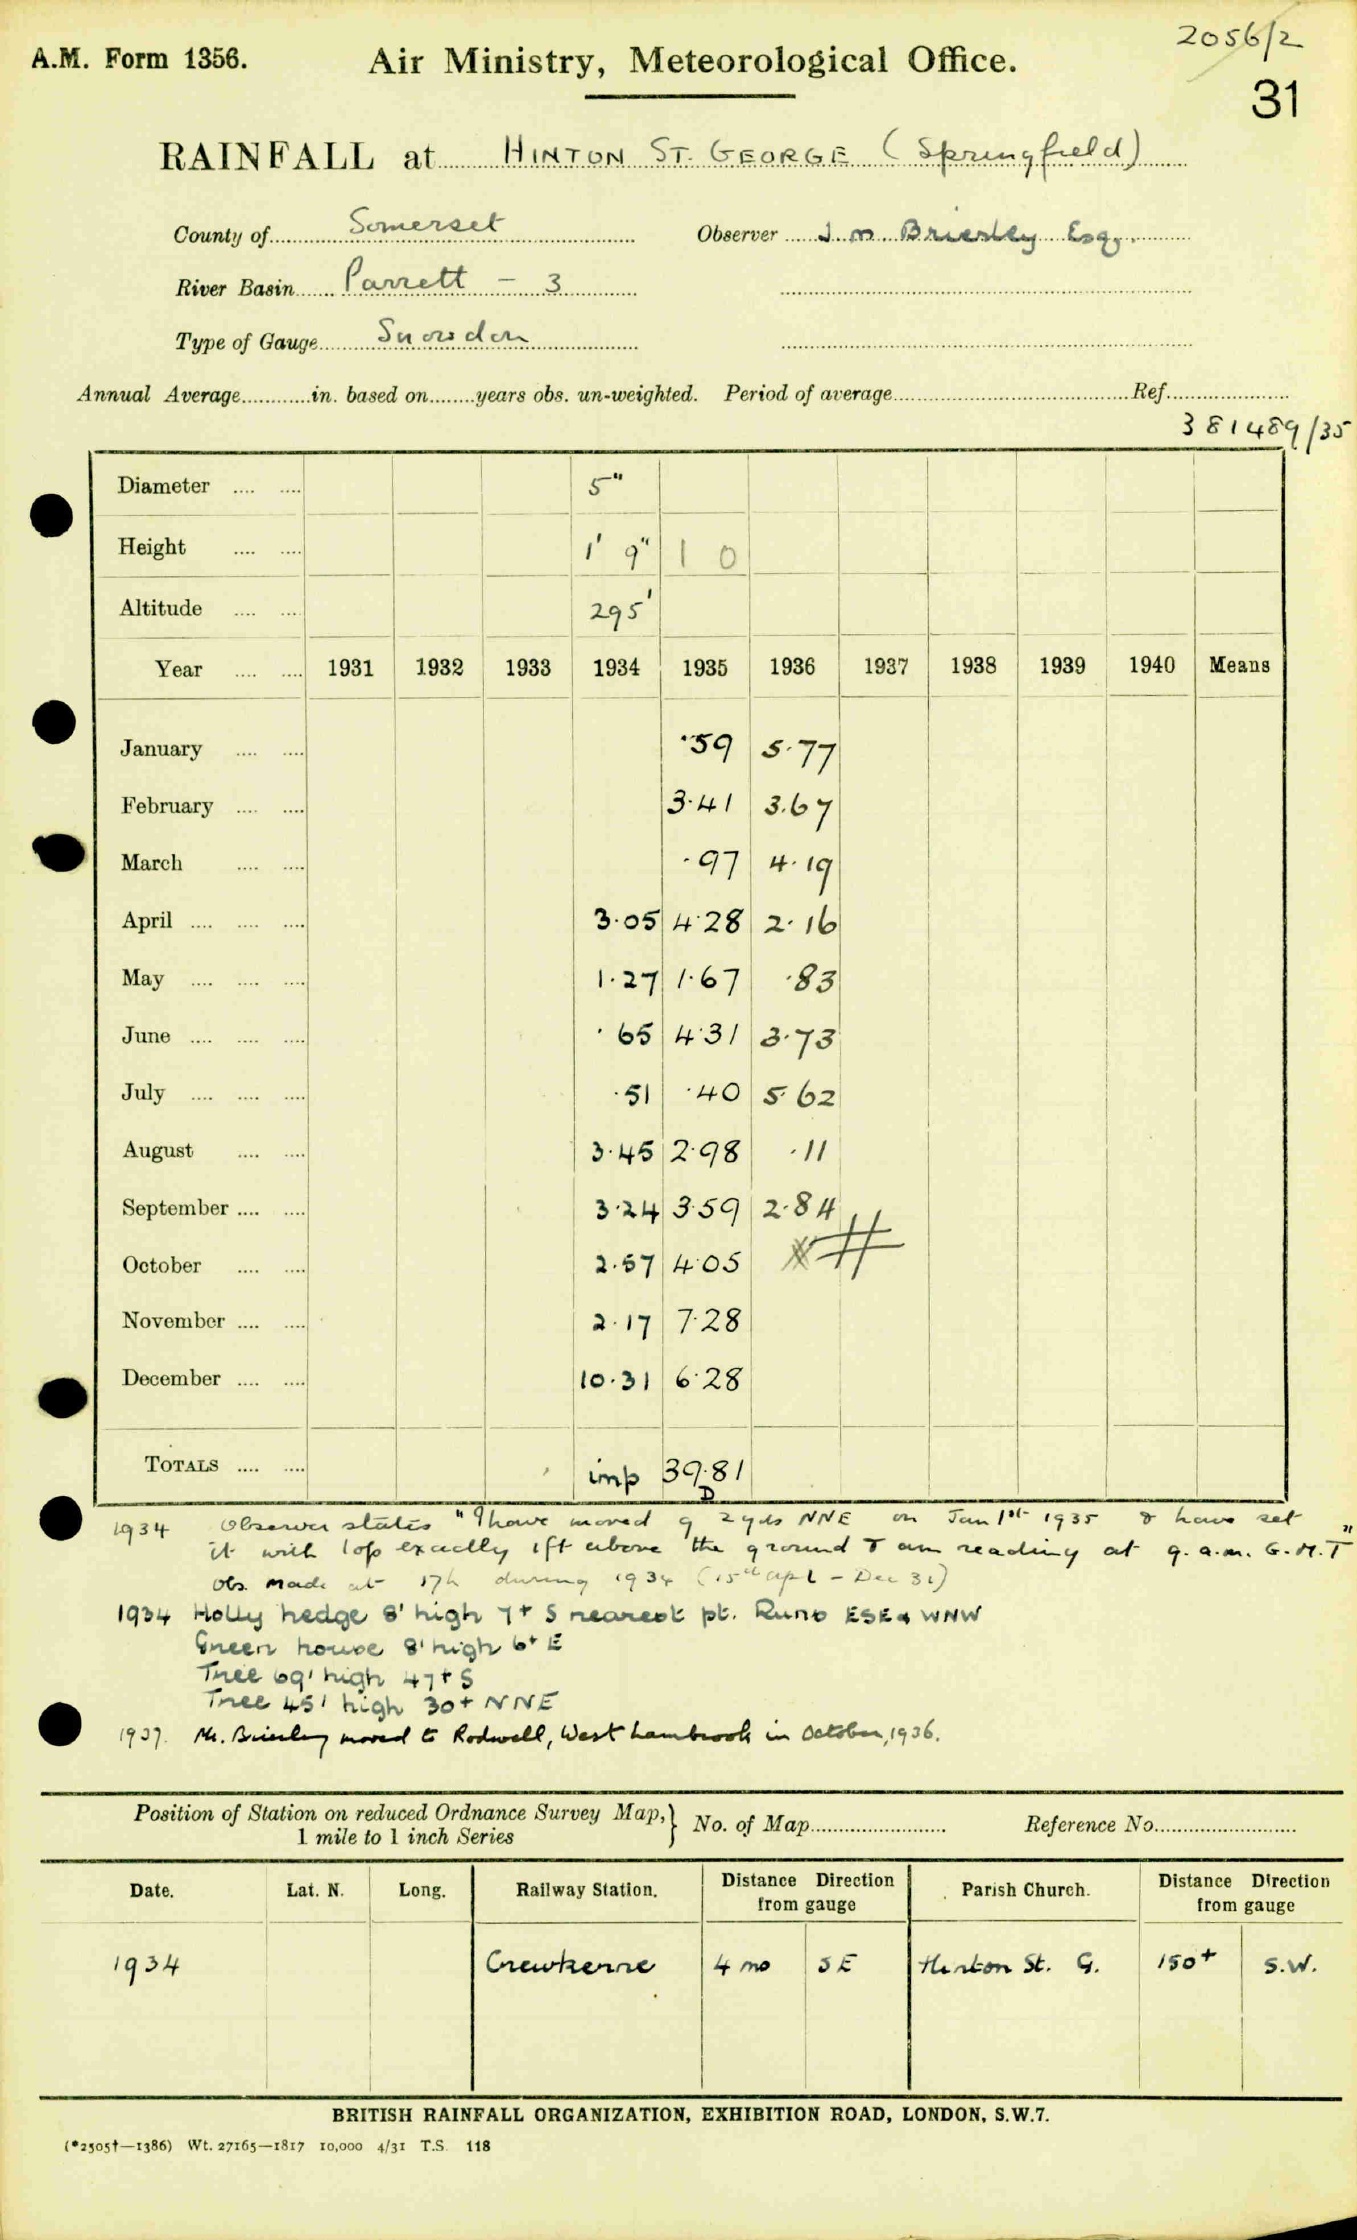 2056/2
A.M. Form 1356. Air Ministry, Meteorological Office.
31
RAINFALL at HINTON ST. GEORGE (Springfield)
County of Somerset Observer J. M. Brierley Esq.
River Basin Parrett - 3
Type of Gauge Snowdon
Annual Average in. based on years obs. un-weighted. Period of average Ref.
381489/35
Diameter 5"
Height 1' 9" 1 0
Altitude 295'
Year 1931 1932 1933 1934 1935 1936 1937 1938 1939 1940 Means
January ·59 5·77
February 3·41 3·67
March ·97 4·19
April 3·05 4·28 2·16
May 1·27 1·67 ·83
June ·65 4·31 3·73
July ·51 ·40 5·62
August 3·45 2·98 ·11
September 3·24 3·59 2·84
October 2·57 4·05
November 2·17 7·28
December 10·31 6·28
TOTALS imp 39·81
D
1934 Observer states "I have moved g 2 yds NNE on Jan 1st 1935 & have set
it with top exactly 1ft above the ground & am reading at 9. a.m. G.M.T"
Obs. made at 17h during 1934 (15th Apl - Dec 31)
1934 Holly hedge 8' high 7+ S nearest pt. Runs ESE & WNW
Green house 8' high 6+ E
Tree 69' high 47+ S
Tree 45' high 30+ NNE
1937. Mr. Brierley moved to Rodwell, West Lambrook in October, 1936.
Position of Station on reduced Ordnance Survey Map, 1 mile to 1 inch Series } No. of Map Reference No.
Date. Lat. N. Long. Railway Station. Distance Direction from gauge Parish Church. Distance Direction from gauge
1934 Crewkerne 4 mo SE Hinton St. G. 150+ S.W.
BRITISH RAINFALL ORGANIZATION, EXHIBITION ROAD, LONDON, S.W.7.
(*2505†—1386) Wt. 27165—1817 10,000 4/31 T.S. 118